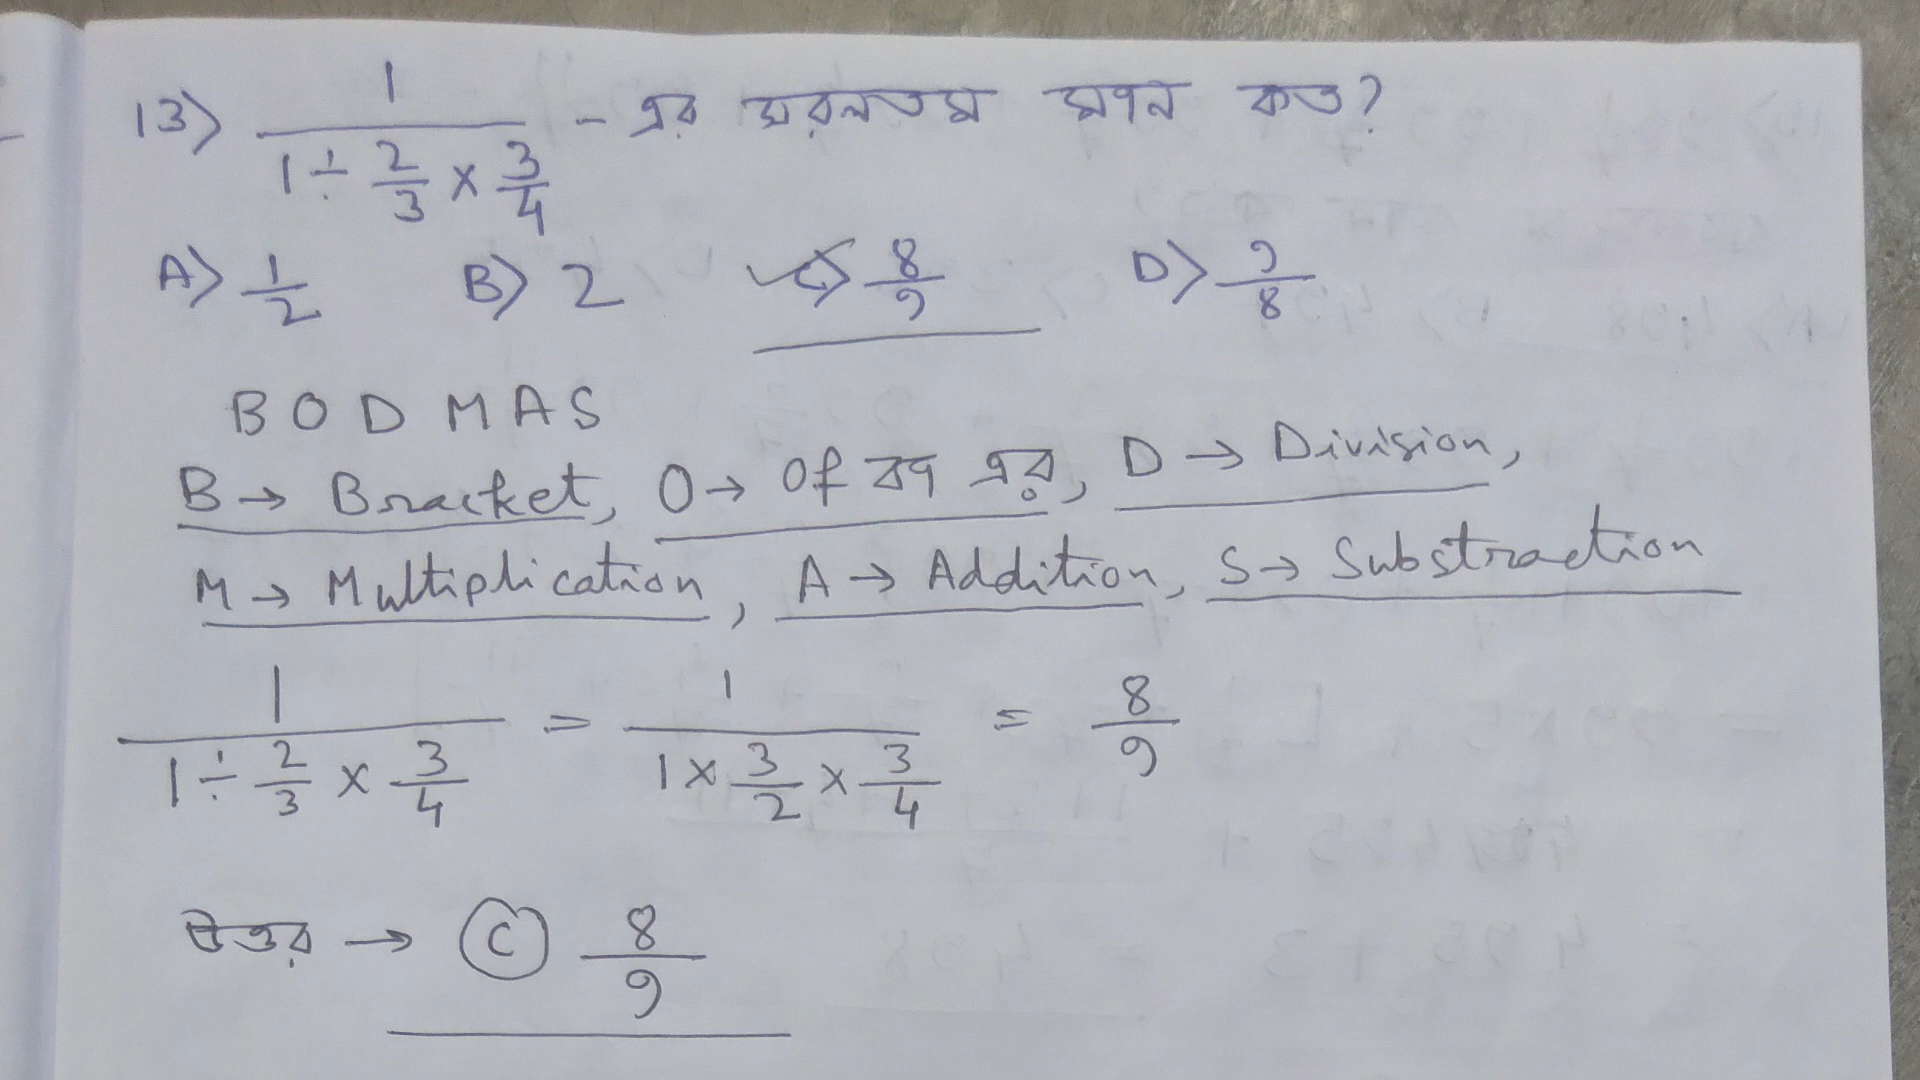 13) 1 / (1 ÷ 2/3 × 3/4) - এর সরলতম মান কত?
A) 1/2 B) 2 C) 8/9 D) 9/8
B O D M A S
B → Bracket, O → Of বা এর, D → Division,
M → Multiplication, A → Addition, S → Substraction
1 / (1 ÷ 2/3 × 3/4) = 1 / (1 × 3/2 × 3/4) = 8/9
উত্তর → C 8/9